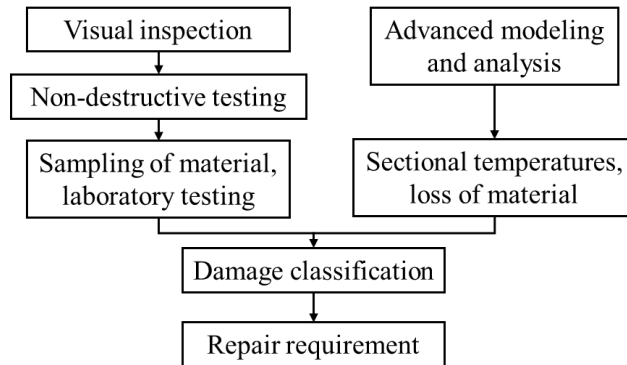 Visual inspection
Non-destructive testing
Sampling of material,
laboratory testing
Advanced modeling
and analysis
Sectional temperatures,
loss of material
Damage classification
Repair requirement